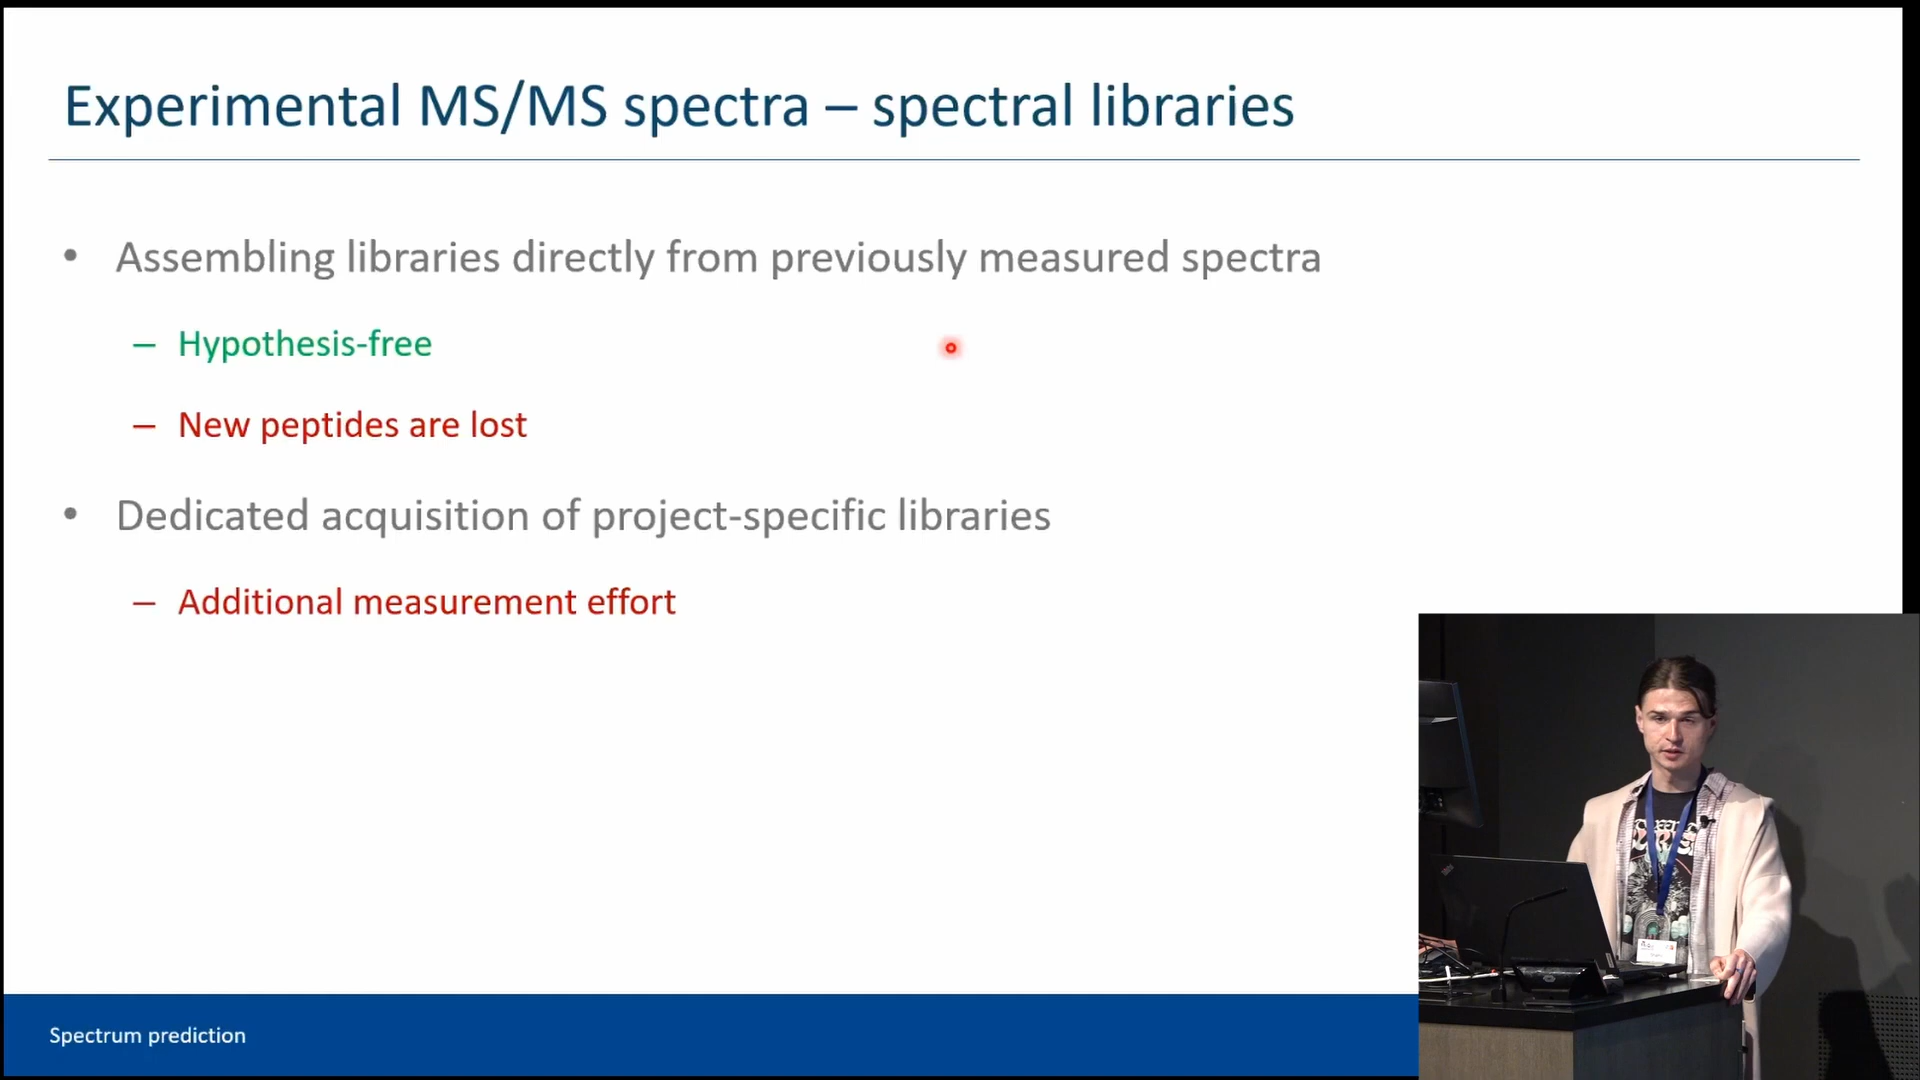 Experimental MS/MS spectra – spectral libraries
• Assembling libraries directly from previously measured spectra
– Hypothesis-free
– New peptides are lost
• Dedicated acquisition of project-specific libraries
– Additional measurement effort
Spectrum prediction